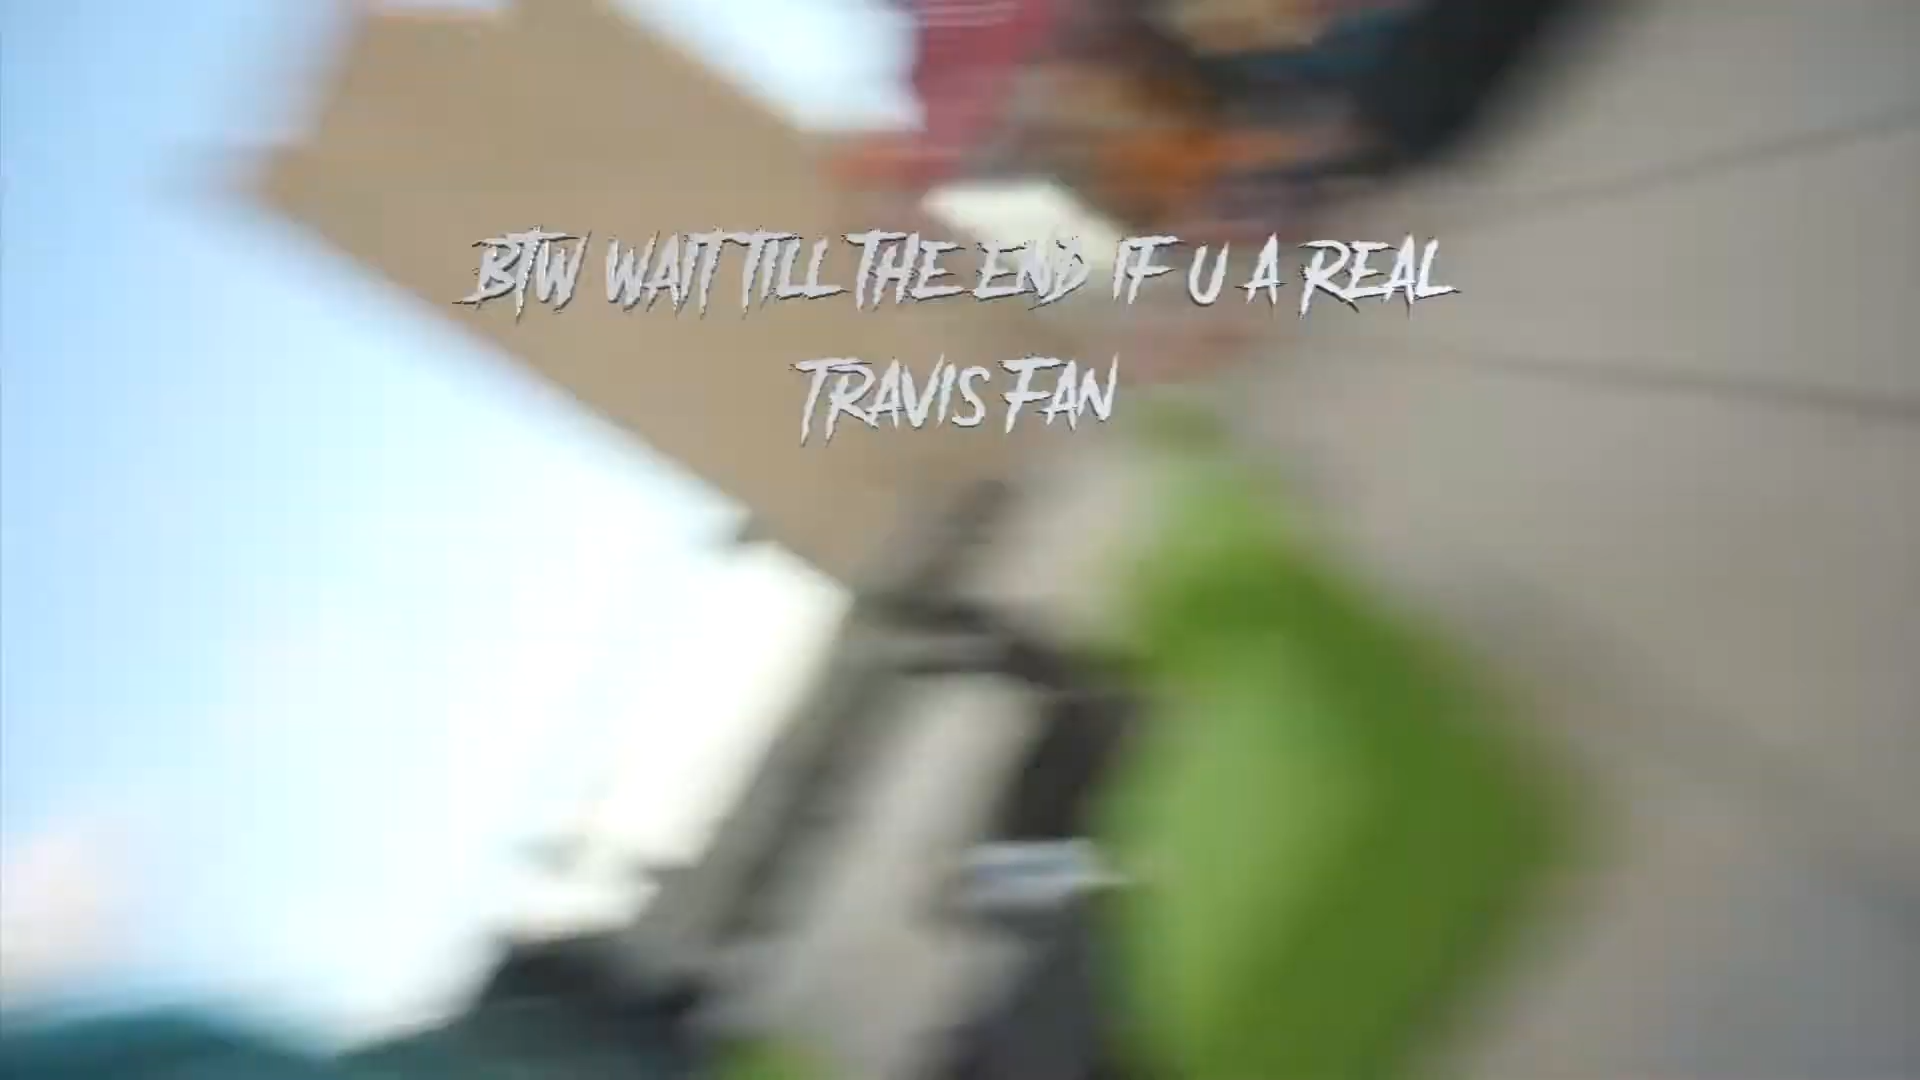 BTW WAIT TILL THE END IF U A REAL
TRAVIS FAN